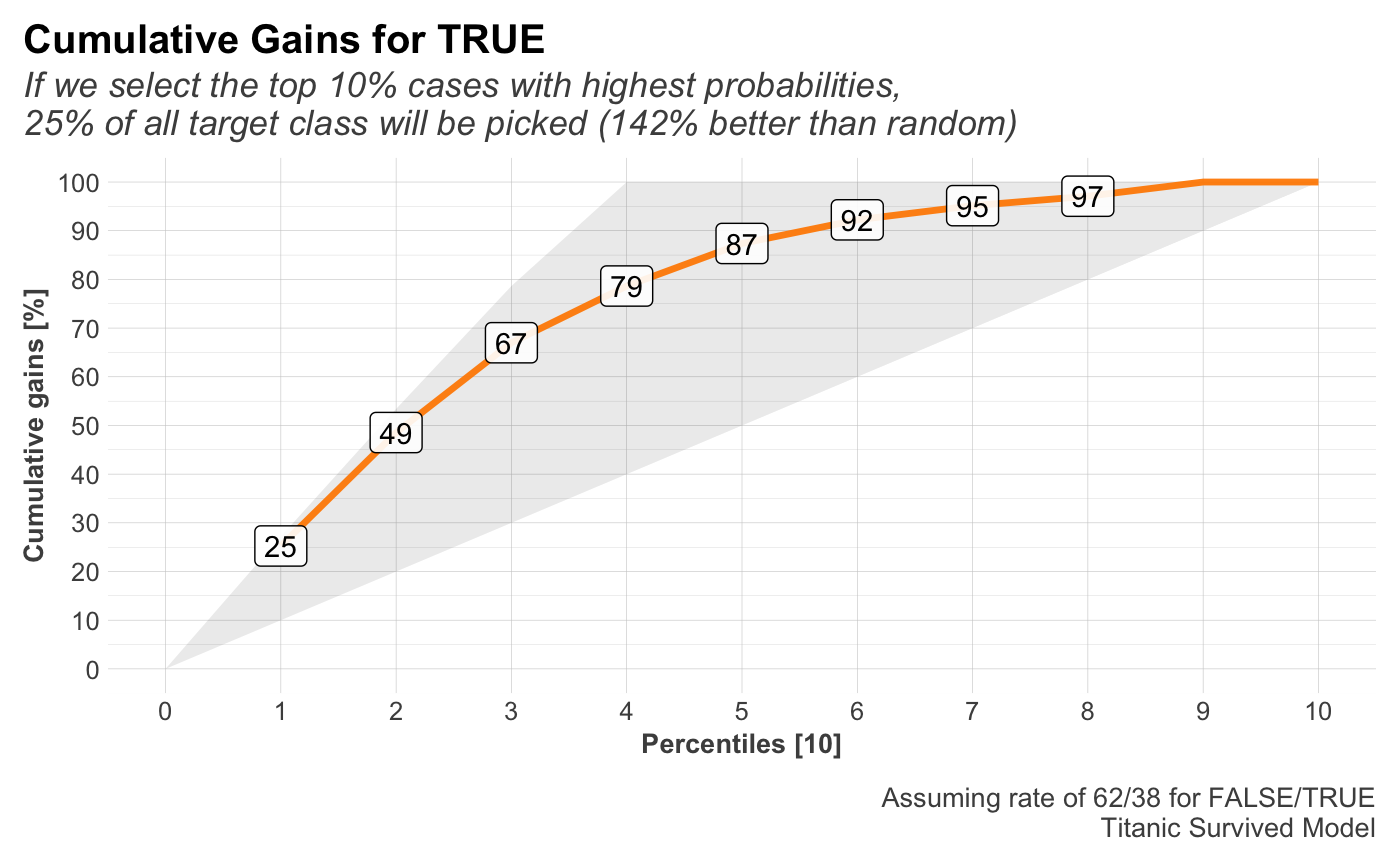 Cumulative Gains for TRUE
If we select the top 10% cases with highest probabilities,
25% of all target class will be picked (142% better than random)
Cumulative gains [%]
100
90
80
70
60
50
40
30
20
10
0
25
49
67
79
87
92
95
97
0 1 2 3 4 5 6 7 8 9 10
Percentiles [10]
Assuming rate of 62/38 for FALSE/TRUE
Titanic Survived Model